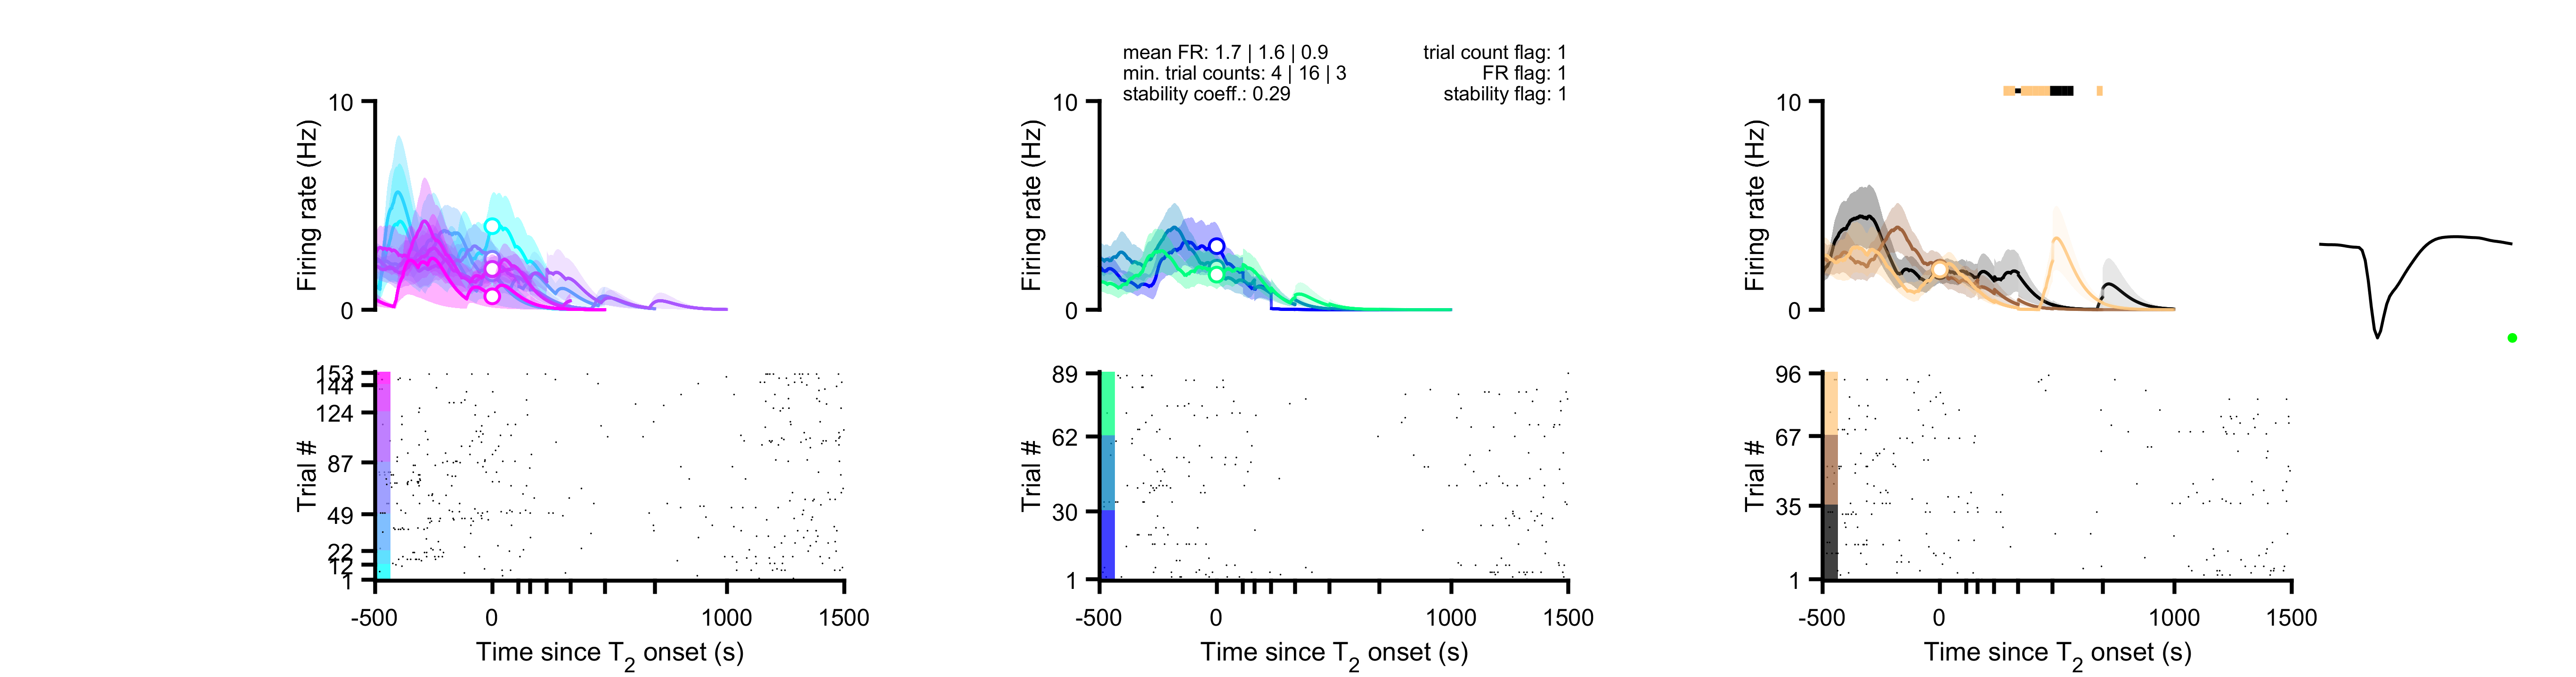 mean FR: 1.7 | 1.6 | 0.9
trial count flag: 1
min. trial counts: 4 | 16 | 3
FR flag: 1
stability coeff.: 0.29
stability flag: 1
10
Firing rate (Hz)
0
10
Firing rate (Hz)
0
10
Firing rate (Hz)
0
153
144
124
87
49
22
12
1
Trial #
-500
0
1000
1500
Time since T2 onset (s)
89
62
30
1
Trial #
-500
0
1000
1500
Time since T2 onset (s)
96
67
35
1
Trial #
-500
0
1000
1500
Time since T2 onset (s)